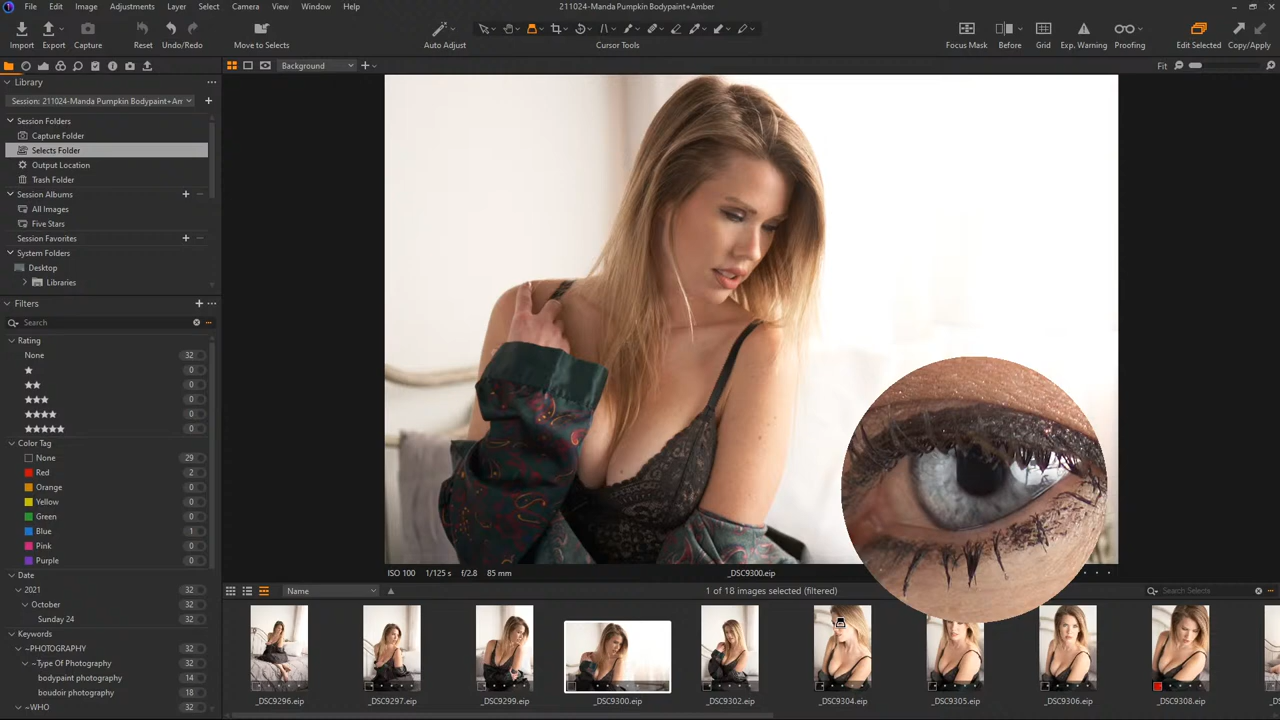 File Edit Image Adjustments Layer Select Camera View Window Help
211024-Manda Pumpkin Bodypaint+Amber
Import Export Capture Reset Undo/Redo Move to Selects Auto Adjust Cursor Tools Focus Mask Before Grid Exp. Warning Proofing Edit Selected Copy/Apply
Background
Fit
Library
Session: 211024-Manda Pumpkin Bodypaint+Am
Session Folders
Capture Folder
Selects Folder
Output Location
Trash Folder
Session Albums
All Images
Five Stars
Session Favorites
System Folders
Desktop
Libraries
Filters
Search
Rating
None 32
0
0
0
0
0
Color Tag
None 29
Red 2
Orange 0
Yellow 0
Green 0
Blue 1
Pink 0
Purple 0
Date
2021 32
October 32
Sunday 24 32
Keywords
~PHOTOGRAPHY 32
~Type Of Photography 32
bodypaint photography 14
boudoir photography 18
~WHO 32
ISO 100 1/125 s f/2.8 85 mm
_DSC9300.eip
Name
1 of 18 images selected (filtered)
Search Selects
_DSC9296.eip _DSC9297.eip _DSC9299.eip _DSC9300.eip _DSC9302.eip _DSC9304.eip _DSC9305.eip _DSC9306.eip _DSC9308.eip